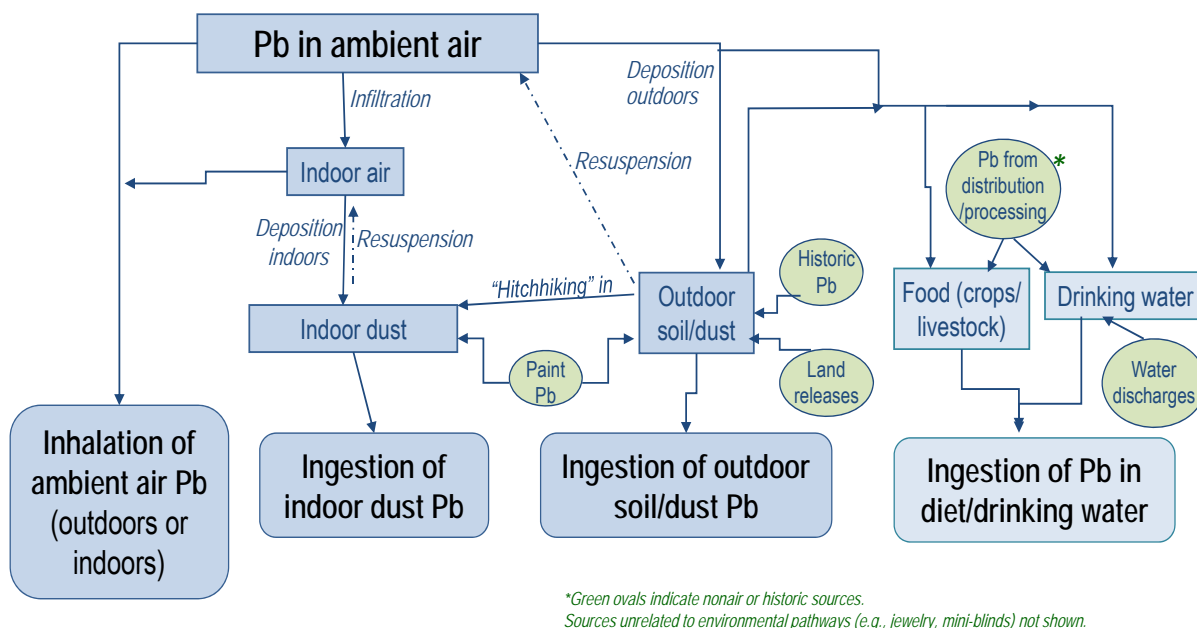 Pb in ambient air
Infiltration
Deposition
outdoors
Indoor air
Resuspension
Pb from
distribution
/processing
*
Deposition
indoors
Resuspension
Historic
Pb
“Hitchhiking” in
Indoor dust
Outdoor
soil/dust
Food (crops/
livestock)
Drinking water
Paint
Pb
Land
releases
Water
discharges
Inhalation of
ambient air Pb
(outdoors or
indoors)
Ingestion of
indoor dust Pb
Ingestion of outdoor
soil/dust Pb
Ingestion of Pb in
diet/drinking water
*Green ovals indicate nonair or historic sources.
Sources unrelated to environmental pathways (e.g., jewelry, mini-blinds) not shown.